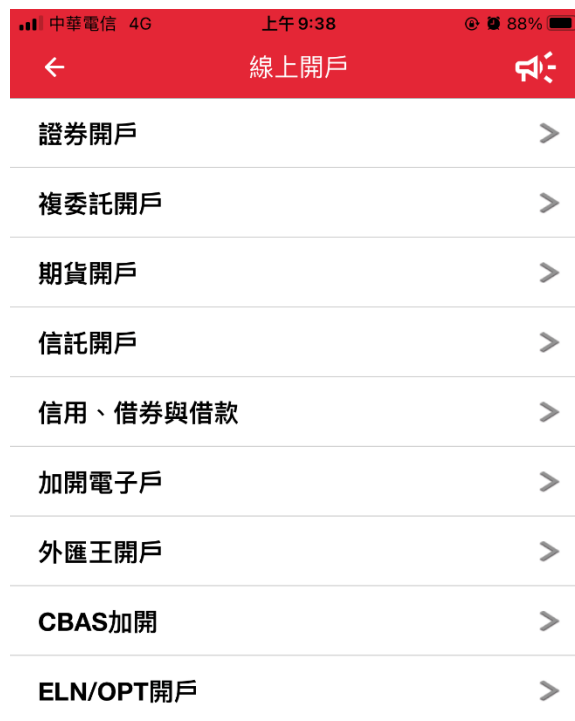 中華電信 4G 上午9:38 88%
線上開戶
證券開戶
複委託開戶
期貨開戶
信託開戶
信用、借券與借款
加開電子戶
外匯王開戶
CBAS加開
ELN/OPT開戶